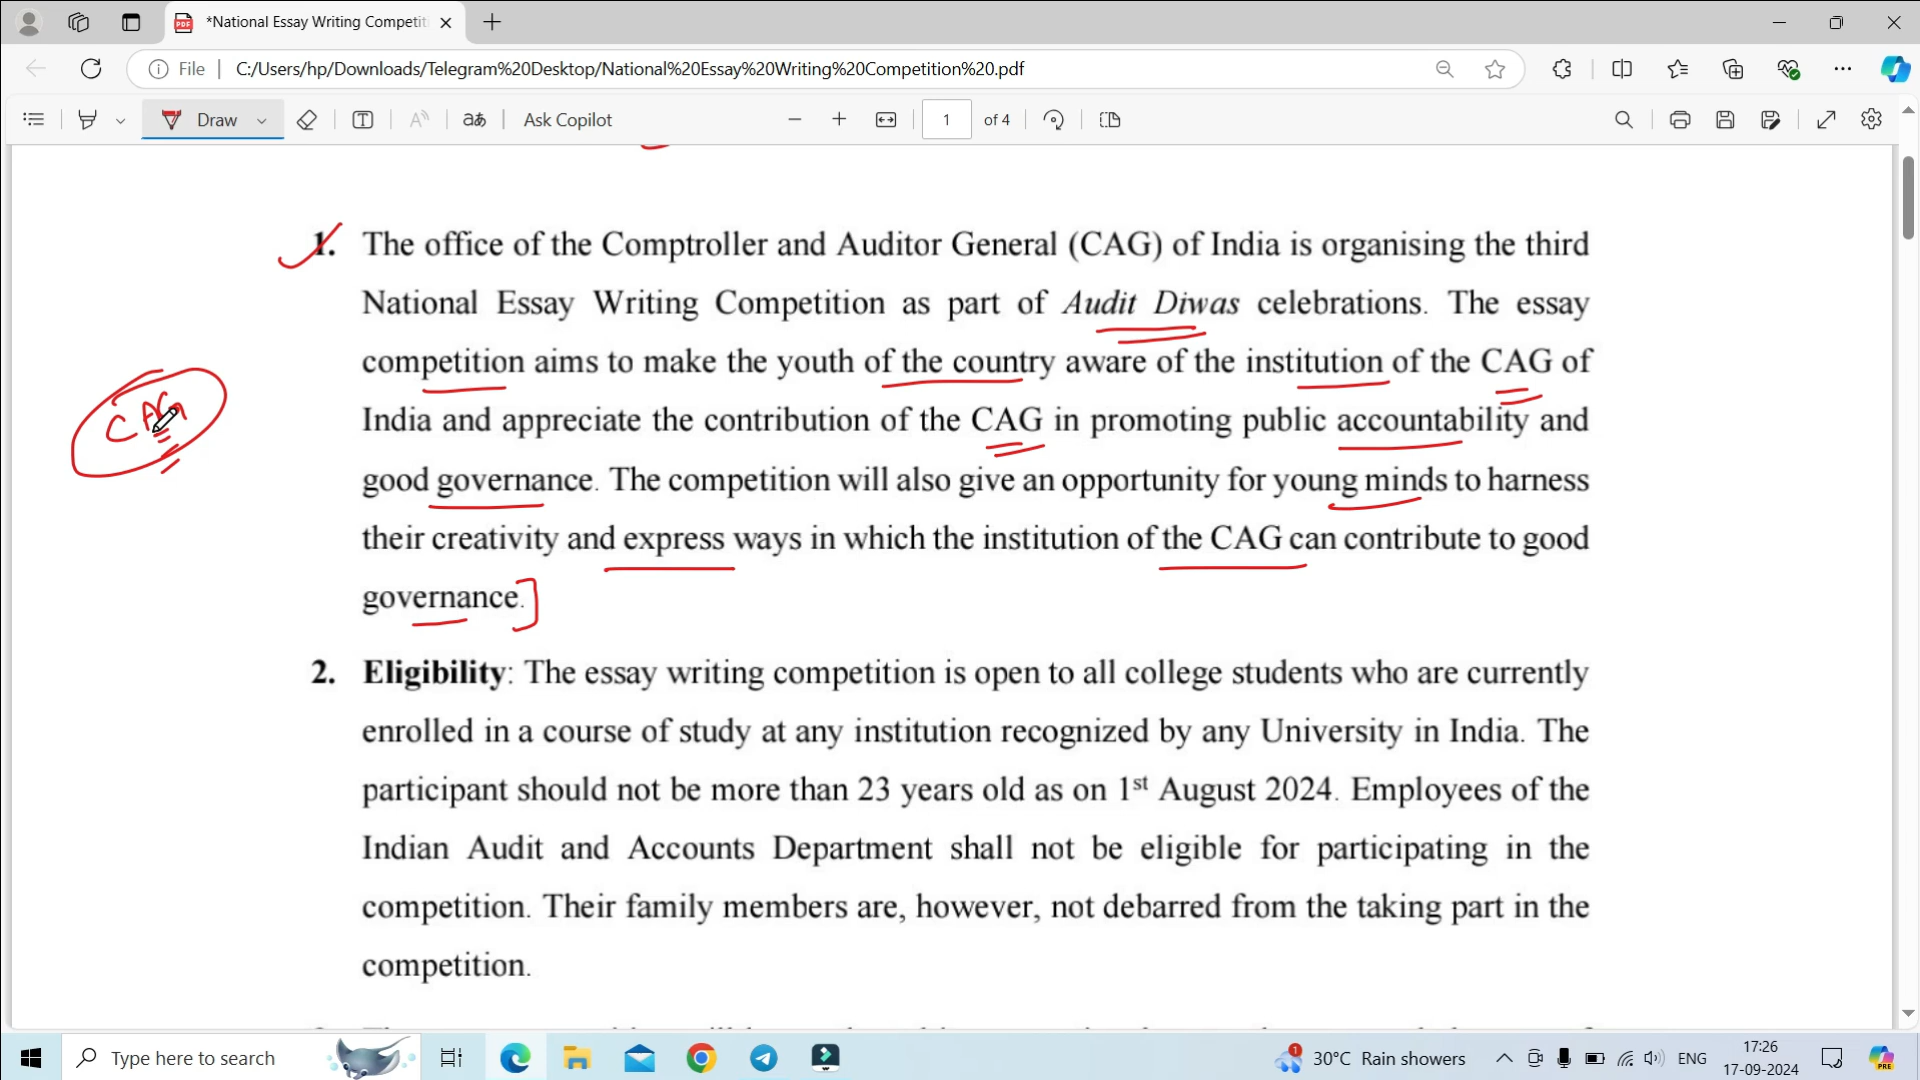 *National Essay Writing Competiti
File
C:/Users/hp/Downloads/Telegram%20Desktop/National%20Essay%20Writing%20Competition%20.pdf
Draw
Ask Copilot
1
of 4
1. The office of the Comptroller and Auditor General (CAG) of India is organising the third
National Essay Writing Competition as part of Audit Diwas celebrations. The essay
competition aims to make the youth of the country aware of the institution of the CAG of
India and appreciate the contribution of the CAG in promoting public accountability and
good governance. The competition will also give an opportunity for young minds to harness
their creativity and express ways in which the institution of the CAG can contribute to good
governance.
CAG
2. Eligibility: The essay writing competition is open to all college students who are currently
enrolled in a course of study at any institution recognized by any University in India. The
participant should not be more than 23 years old as on 1st August 2024. Employees of the
Indian Audit and Accounts Department shall not be eligible for participating in the
competition. Their family members are, however, not debarred from the taking part in the
competition.
Type here to search
1
30°C Rain showers
ENG
17:26
17-09-2024
PRE